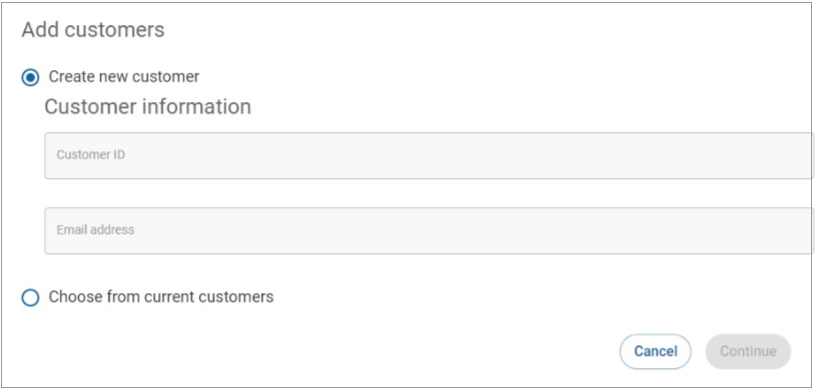 Add customers
Create new customer
Customer information
Customer ID
Email address
Choose from current customers
Cancel Continue